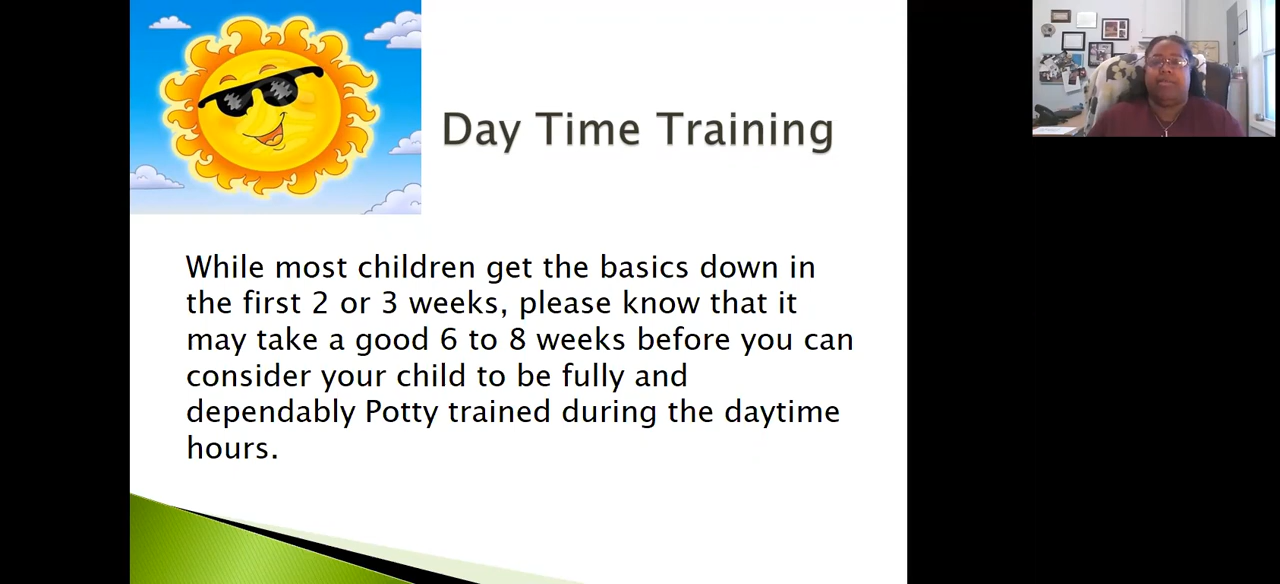 Day Time Training
While most children get the basics down in
the first 2 or 3 weeks, please know that it
may take a good 6 to 8 weeks before you can
consider your child to be fully and
dependably Potty trained during the daytime
hours.